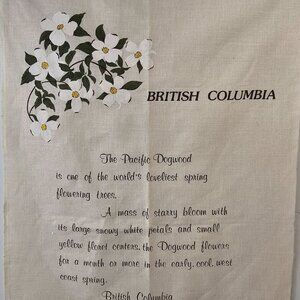 BRITISH COLUMBIA
The Pacific Dogwood
is one of the world's loveliest spring
flowering trees.
A mass of starry bloom with
its large snowy white petals and small
yellow floret centers, the Dogwood flowers
for a month or more in the early, cool, west
coast spring.
British Columbia